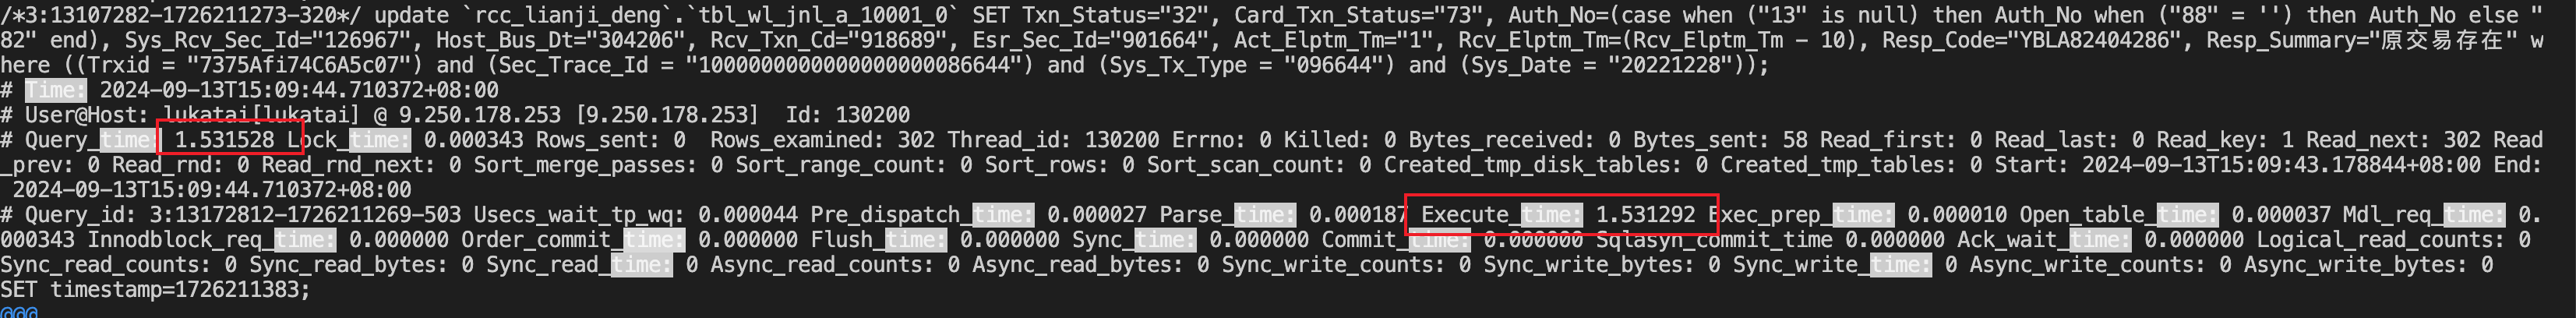 /*3:13107282-1726211273-320*/ update `rcc_lianji_deng`.`tbl_wl_jnl_a_10001_0` SET Txn_Status="32", Card_Txn_Status="73", Auth_No=(case when ("13" is null) then Auth_No when ("88" = '') then Auth_No else "
82" end), Sys_Rcv_Sec_Id="126967", Host_Bus_Dt="304206", Rcv_Txn_Cd="918689", Esr_Sec_Id="901664", Act_Elptm_Tm="1", Rcv_Elptm_Tm=(Rcv_Elptm_Tm - 10), Resp_Code="YBLA82404286", Resp_Summary="原交易存在" w
here ((Trxid = "7375Afi74C6A5c07") and (Sec_Trace_Id = "1000000000000000000086644") and (Sys_Tx_Type = "096644") and (Sys_Date = "20221228"));
# Time: 2024-09-13T15:09:44.710372+08:00
# User@Host: lukatai[lukatai] @ 9.250.178.253 [9.250.178.253]  Id: 130200
# Query_time: 1.531528 Lock_time: 0.000343 Rows_sent: 0  Rows_examined: 302 Thread_id: 130200 Errno: 0 Killed: 0 Bytes_received: 0 Bytes_sent: 58 Read_first: 0 Read_last: 0 Read_key: 1 Read_next: 302 Read
_prev: 0 Read_rnd: 0 Read_rnd_next: 0 Sort_merge_passes: 0 Sort_range_count: 0 Sort_rows: 0 Sort_scan_count: 0 Created_tmp_disk_tables: 0 Created_tmp_tables: 0 Start: 2024-09-13T15:09:43.178844+08:00 End:
2024-09-13T15:09:44.710372+08:00
# Query_id: 3:13172812-1726211269-503 Usecs_wait_tp_wq: 0.000044 Pre_dispatch_time: 0.000027 Parse_time: 0.000187 Execute_time: 1.531292 Exec_prep_time: 0.000010 Open_table_time: 0.000037 Mdl_req_time: 0.
000343 Innodblock_req_time: 0.000000 Order_commit_time: 0.000000 Flush_time: 0.000000 Sync_time: 0.000000 Commit_time: 0.000000 Sqlasyn_commit_time 0.000000 Ack_wait_time: 0.000000 Logical_read_counts: 0
Sync_read_counts: 0 Sync_read_bytes: 0 Sync_read_time: 0 Async_read_counts: 0 Async_read_bytes: 0 Sync_write_counts: 0 Sync_write_bytes: 0 Sync_write_time: 0 Async_write_counts: 0 Async_write_bytes: 0
SET timestamp=1726211383;
@@@